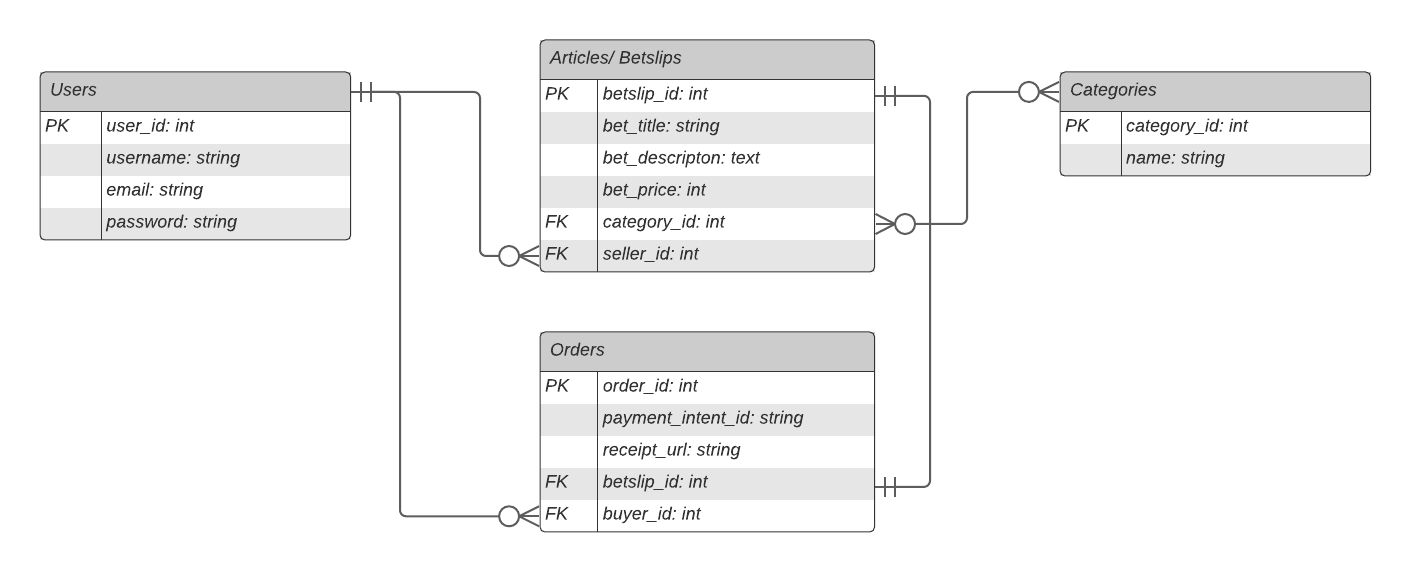 Users
PK user_id: int
username: string
email: string
password: string
Articles/ Betslips
PK betslip_id: int
bet_title: string
bet_descripton: text
bet_price: int
FK category_id: int
FK seller_id: int
Categories
PK category_id: int
name: string
Orders
PK order_id: int
payment_intent_id: string
receipt_url: string
FK betslip_id: int
FK buyer_id: int